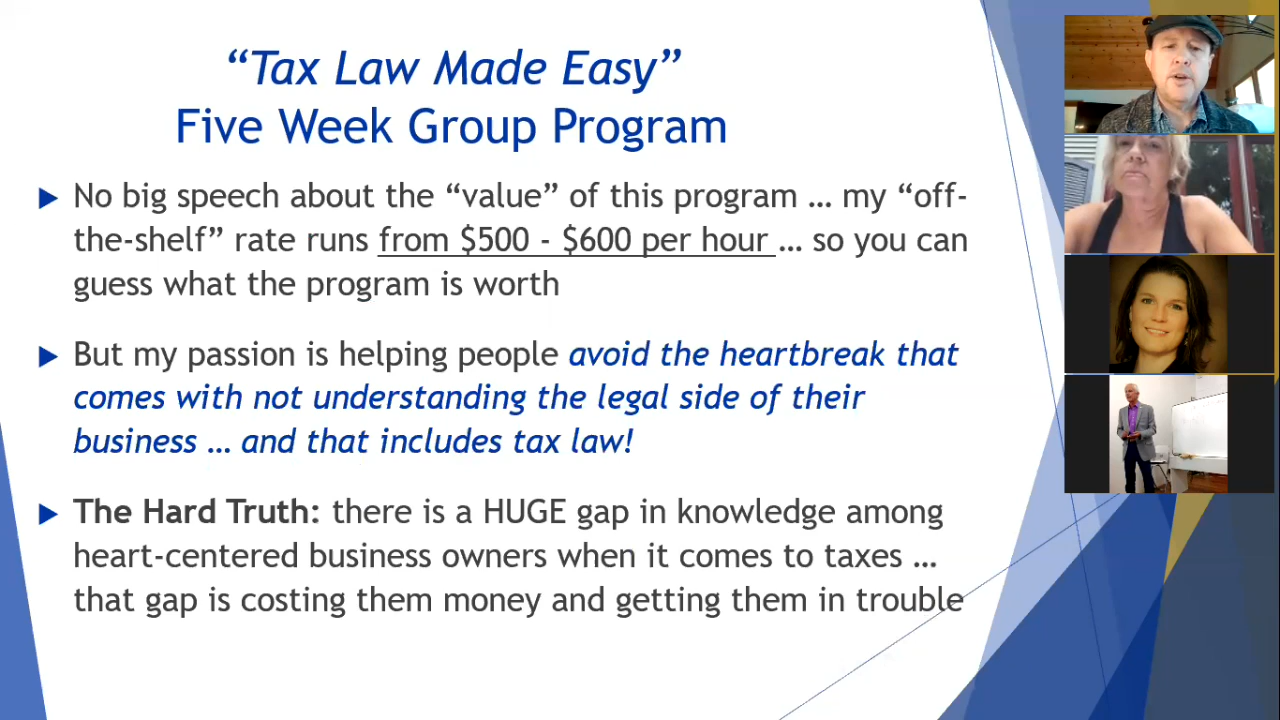 “Tax Law Made Easy”
Five Week Group Program
No big speech about the “value” of this program … my “off-
the-shelf” rate runs from $500 - $600 per hour … so you can
guess what the program is worth
But my passion is helping people avoid the heartbreak that
comes with not understanding the legal side of their
business … and that includes tax law!
The Hard Truth: there is a HUGE gap in knowledge among
heart-centered business owners when it comes to taxes …
that gap is costing them money and getting them in trouble